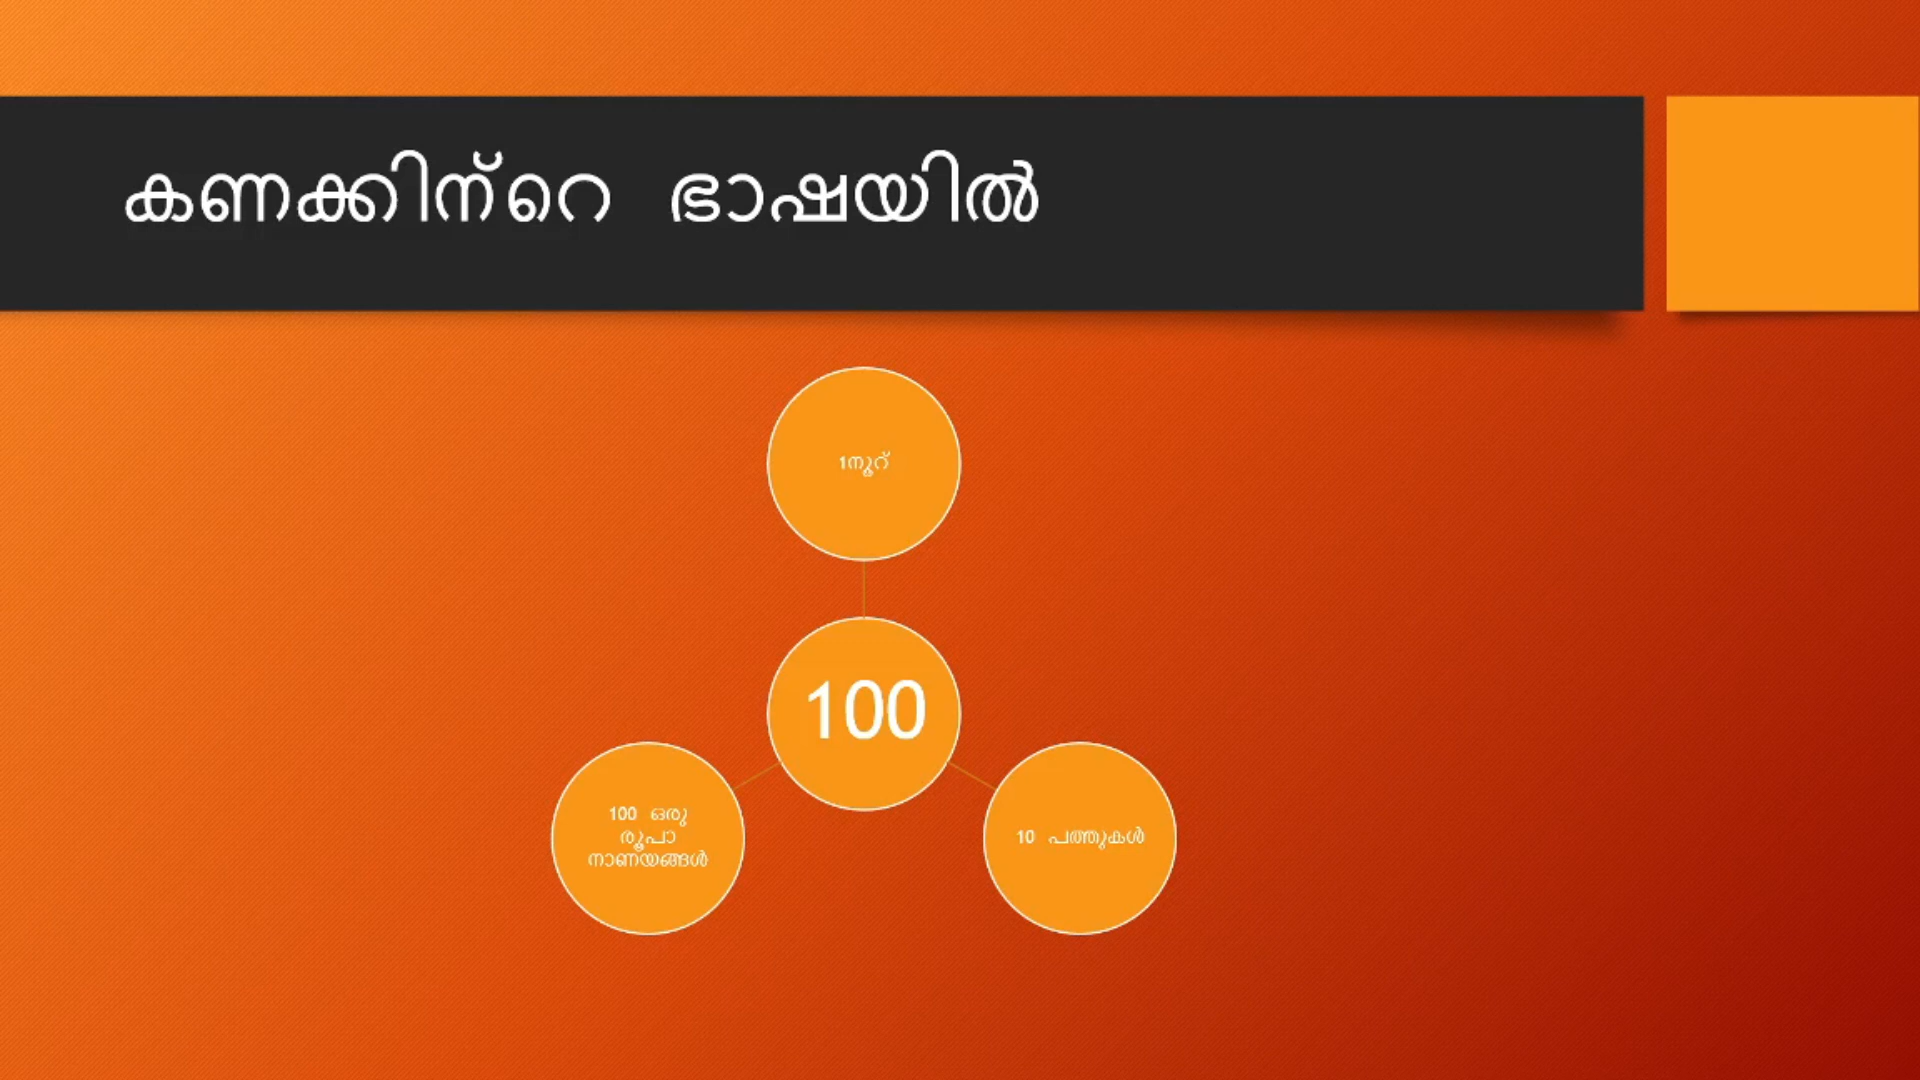 കണക്കിന്റെ ഭാഷയിൽ
1നൂറ്
100
100 ഒരു
രൂപാ
നാണയങ്ങൾ
10 പത്തുകൾ